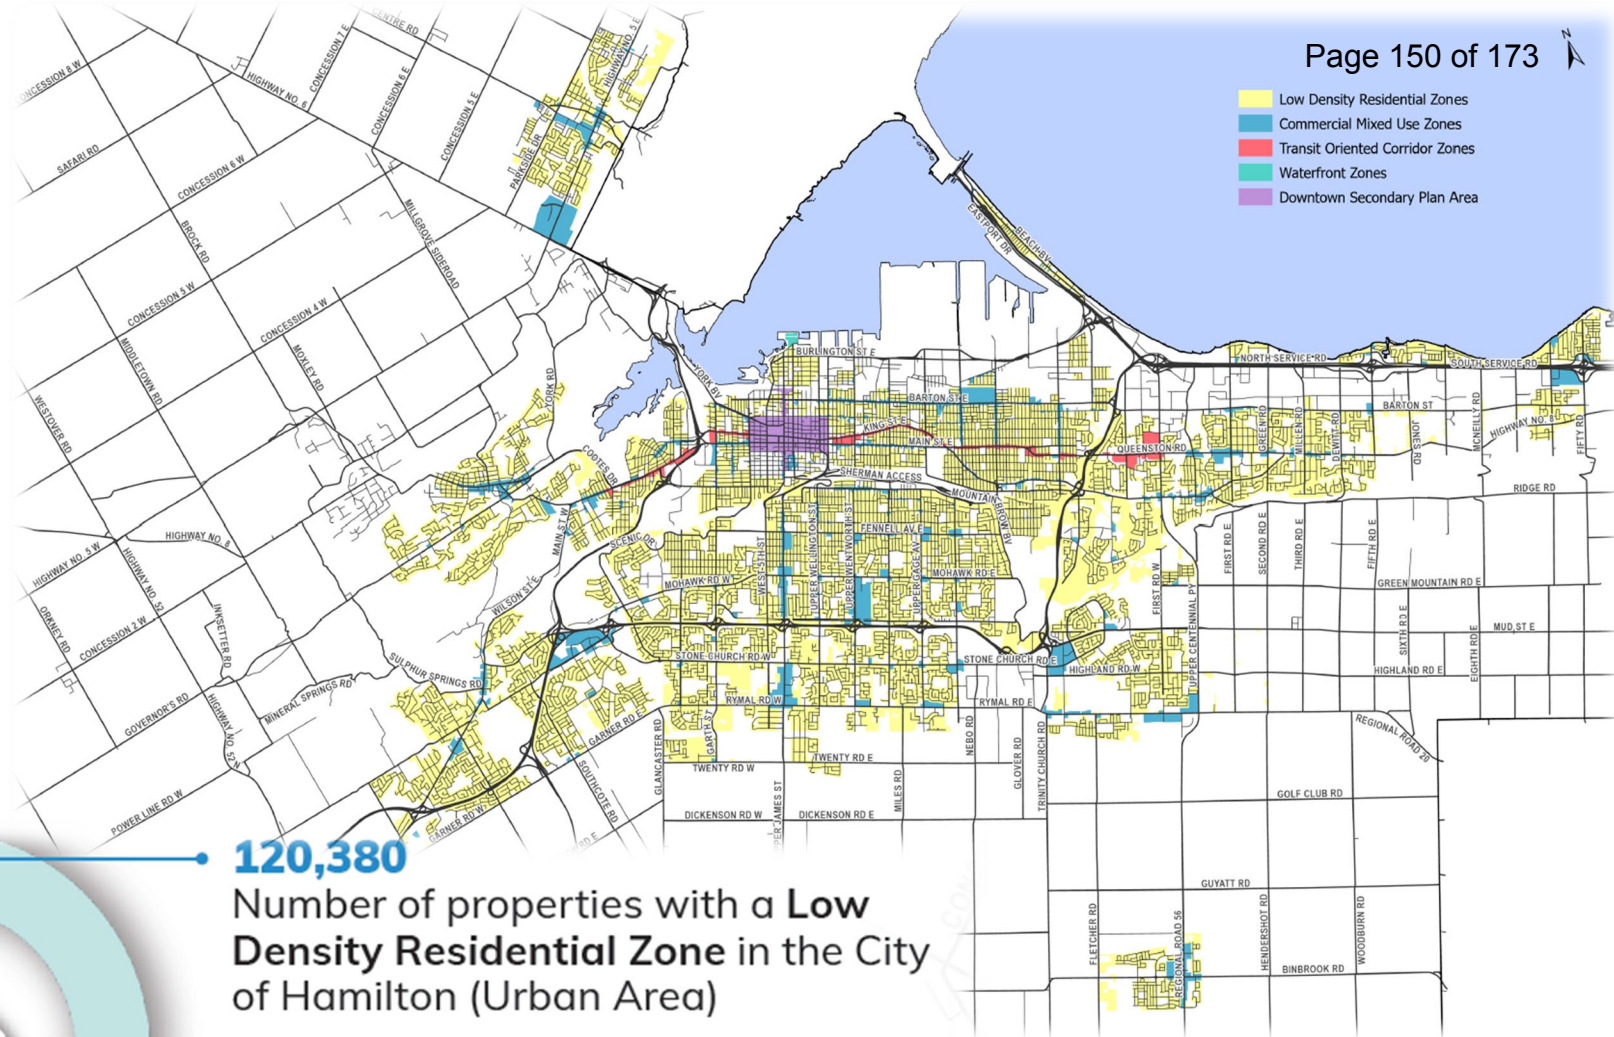 Page 150 of 173
N
Low Density Residential Zones
Commercial Mixed Use Zones
Transit Oriented Corridor Zones
Waterfront Zones
Downtown Secondary Plan Area
CENTRE RD
CONCESSION 7 E
HIGHWAY NO. 5 E
HIGHWAY NO. 6
CONCESSION 6 E
CONCESSION 5 E
PARKSIDE DR
SAFARI RD
CONCESSION 6 W
MILLGROVE SIDEROAD
BROCK RD
CONCESSION 5 W
CONCESSION 4 W
MIDDLETOWN RD
MOXLEY RD
WESTOVER RD
YORK RD
EASTPORT DR
BEACH BV
BURLINGTON ST E
YORK BV
BARTON ST E
KING ST E
MAIN ST E
QUEENSTON RD
NORTH SERVICE RD
SOUTH SERVICE RD
BARTON ST
HIGHWAY NO. 8
GREEN RD
MILLEN RD
DEWITT RD
JONES RD
MCNEILLY RD
FIFTY RD
COOTES DR
SHERMAN ACCESS
MOUNTAIN BROW BV
RIDGE RD
MAIN ST W
SCENIC DR
FENNELL AV E
WEST 5TH ST
UPPER WELLINGTON ST
UPPER WENTWORTH ST
UPPER GAGE AV
MOHAWK RD W
MOHAWK RD E
FIRST RD W
FIRST RD E
SECOND RD E
THIRD RD E
FIFTH RD E
GREEN MOUNTAIN RD E
UPPER CENTENNIAL PY
SIXTH RD E
EIGHTH RD E
MUD ST E
HIGHLAND RD E
HIGHLAND RD W
HIGHWAY NO. 8
HIGHWAY NO. 5 W
HIGHWAY NO. 52
ORKNEY RD
CONCESSION 2 W
INKSETTER RD
WILSON ST E
SULPHUR SPRINGS RD
MINERAL SPRINGS RD
GOVERNOR'S RD
HIGHWAY NO. 52 N
POWER LINE RD W
STONE CHURCH RD W
STONE CHURCH RD E
RYMAL RD W
RYMAL RD E
GARNER RD E
GARNER RD W
SOUTHCOTE RD
GLANCASTER RD
GARTH ST
TWENTY RD W
TWENTY RD E
DICKENSON RD W
DICKENSON RD E
MILES RD
NEBO RD
GLOVER RD
TRINITY CHURCH RD
REGIONAL ROAD 20
GOLF CLUB RD
GUYATT RD
FLETCHER RD
REGIONAL ROAD 56
HENDERSHOT RD
WOODBURN RD
BINBROOK RD
120,380
Number of properties with a Low
Density Residential Zone in the City
of Hamilton (Urban Area)